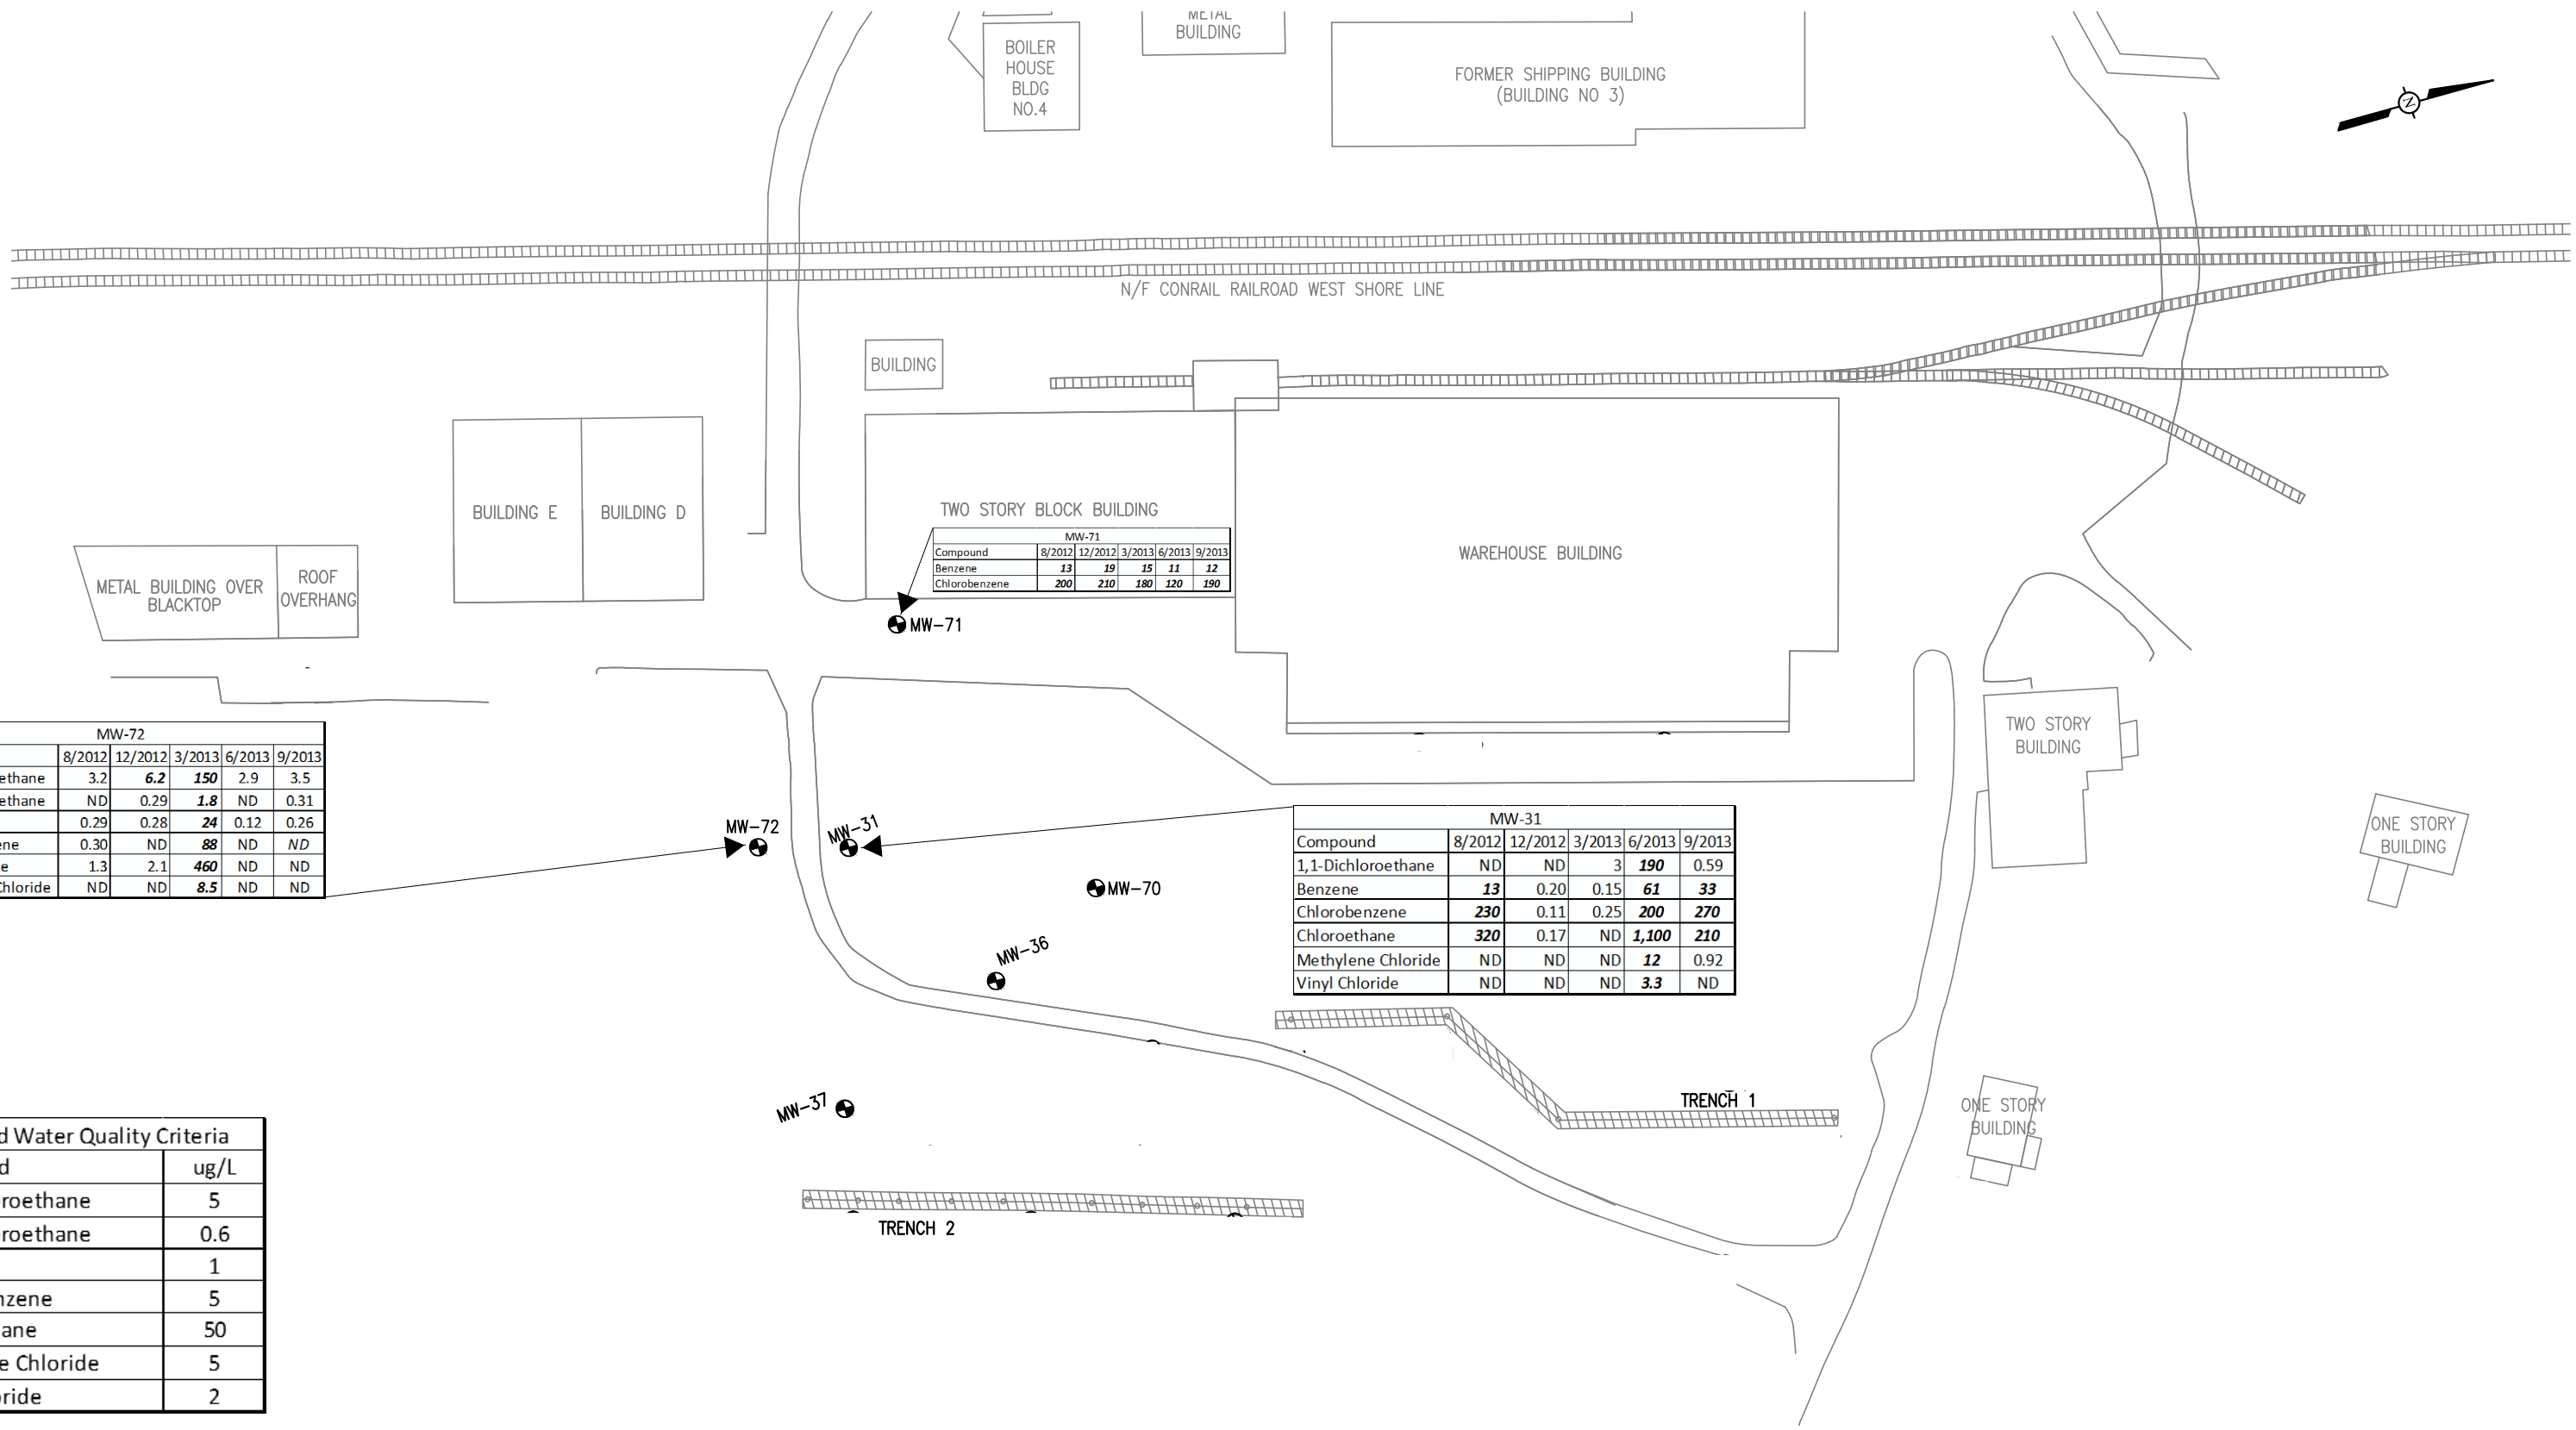 METAL
BUILDING
BOILER
HOUSE
BLDG
NO.4
FORMER SHIPPING BUILDING
(BUILDING NO 3)
N
N/F CONRAIL RAILROAD WEST SHORE LINE
BUILDING
BUILDING E
BUILDING D
TWO STORY BLOCK BUILDING
MW-71
Compound 8/2012 12/2012 3/2013 6/2013 9/2013
Benzene 13 19 15 11 12
Chlorobenzene 200 210 180 120 190
WAREHOUSE BUILDING
METAL BUILDING OVER
BLACKTOP
ROOF
OVERHANG
MW-71
TWO STORY
BUILDING
MW-72
8/2012 12/2012 3/2013 6/2013 9/2013
ethane 3.2 6.2 150 2.9 3.5
ethane ND 0.29 1.8 ND 0.31
0.29 0.28 24 0.12 0.26
ene 0.30 ND 88 ND ND
e 1.3 2.1 460 ND ND
Chloride ND ND 8.5 ND ND
MW-72
MW-31
MW-31
Compound 8/2012 12/2012 3/2013 6/2013 9/2013
1,1-Dichloroethane ND ND 3 190 0.59
Benzene 13 0.20 0.15 61 33
Chlorobenzene 230 0.11 0.25 200 270
Chloroethane 320 0.17 ND 1,100 210
Methylene Chloride ND ND ND 12 0.92
Vinyl Chloride ND ND ND 3.3 ND
ONE STORY
BUILDING
MW-70
MW-36
MW-37
TRENCH 1
ONE STORY
BUILDING
TRENCH 2
d Water Quality Criteria
d ug/L
roethane 5
roethane 0.6
1
nzene 5
ane 50
e Chloride 5
oride 2